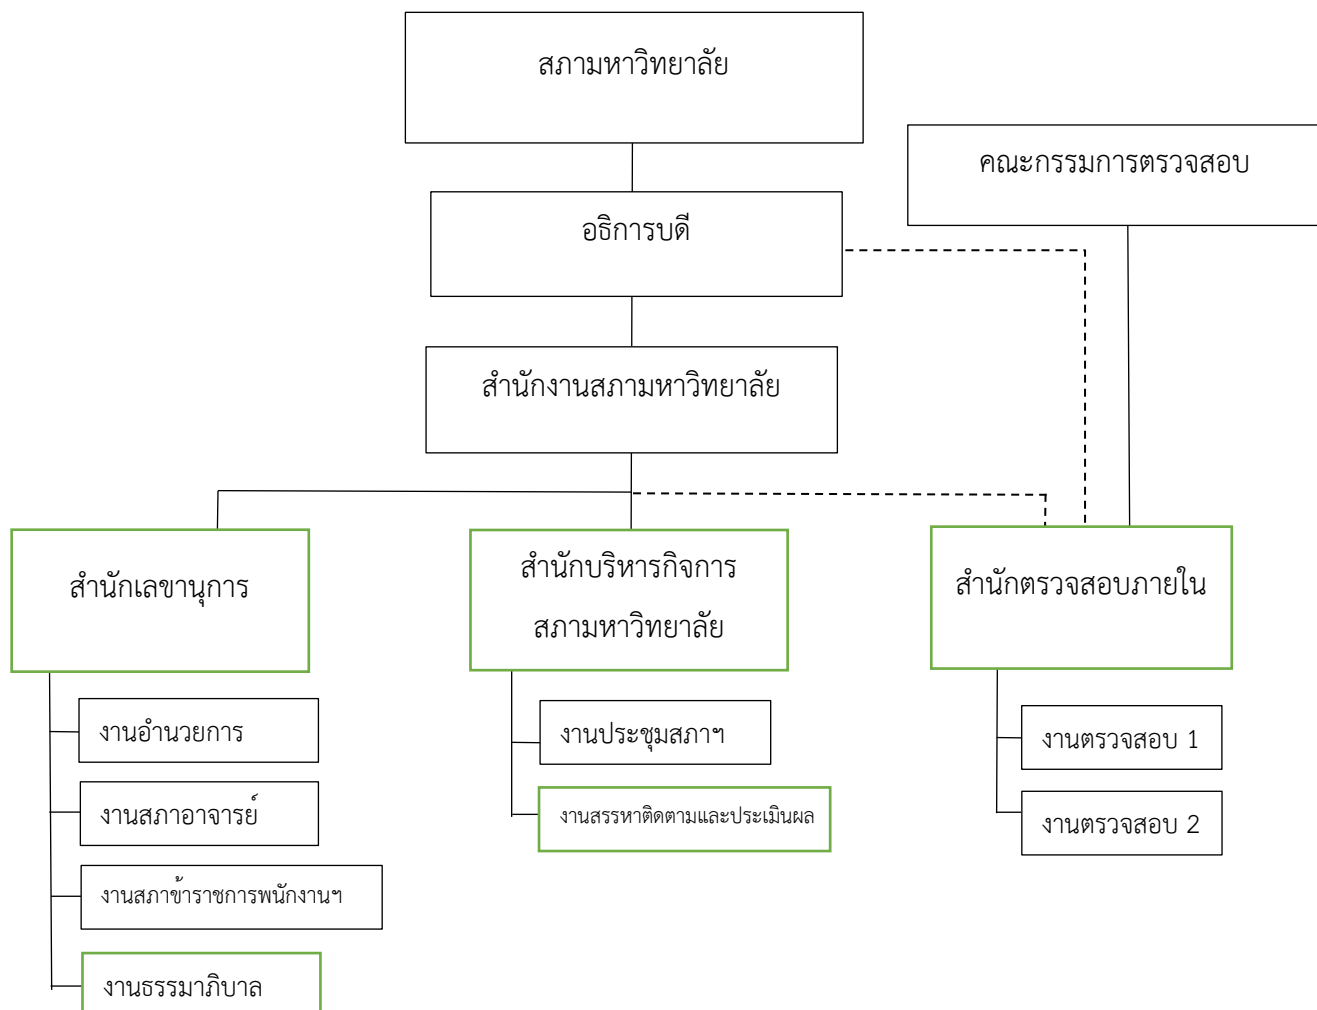 สภามหาวิทยาลัย
คณะกรรมการตรวจสอบ
อธิการบดี
สำนักงานสภามหาวิทยาลัย
สำนักเลขานุการ
สำนักบริหารกิจการ
สภามหาวิทยาลัย
สำนักตรวจสอบภายใน
งานอำนวยการ
งานสภาอาจารย์
งานสภาข้าราชการพนักงานฯ
งานธรรมาภิบาล
งานประชุมสภาฯ
งานสรรหาติดตามและประเมินผล
งานตรวจสอบ 1
งานตรวจสอบ 2